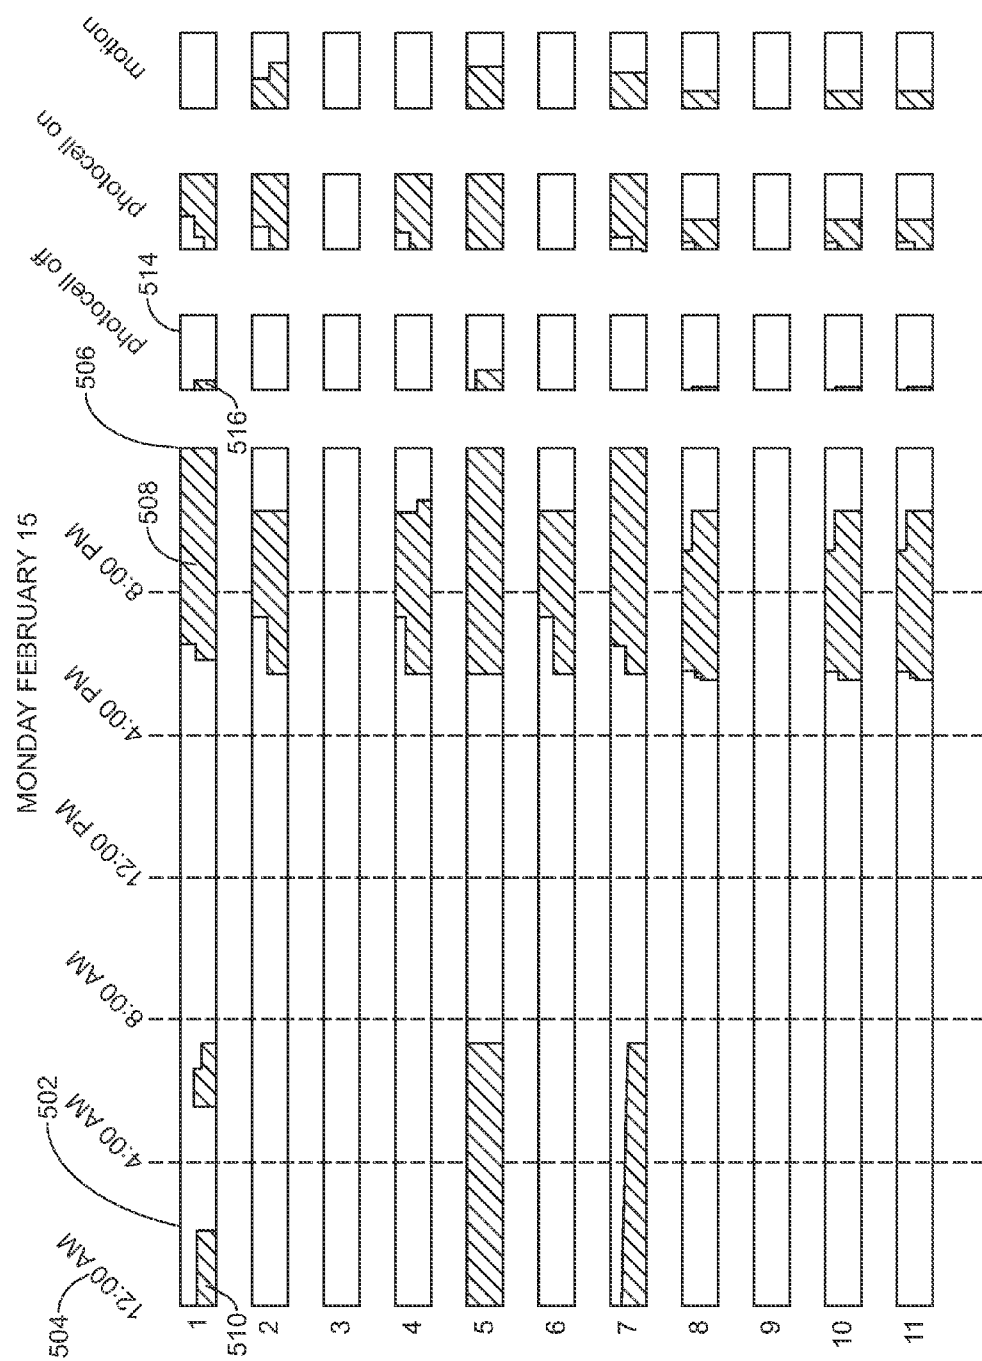 MONDAY FEBRUARY 15
504
12:00 AM
502
4:00 AM
8:00 AM
12:00 PM
4:00 PM
8:00 PM
506
photocell off
photocell on
motion
514
508
516
510
1
2
3
4
5
6
7
8
9
10
11